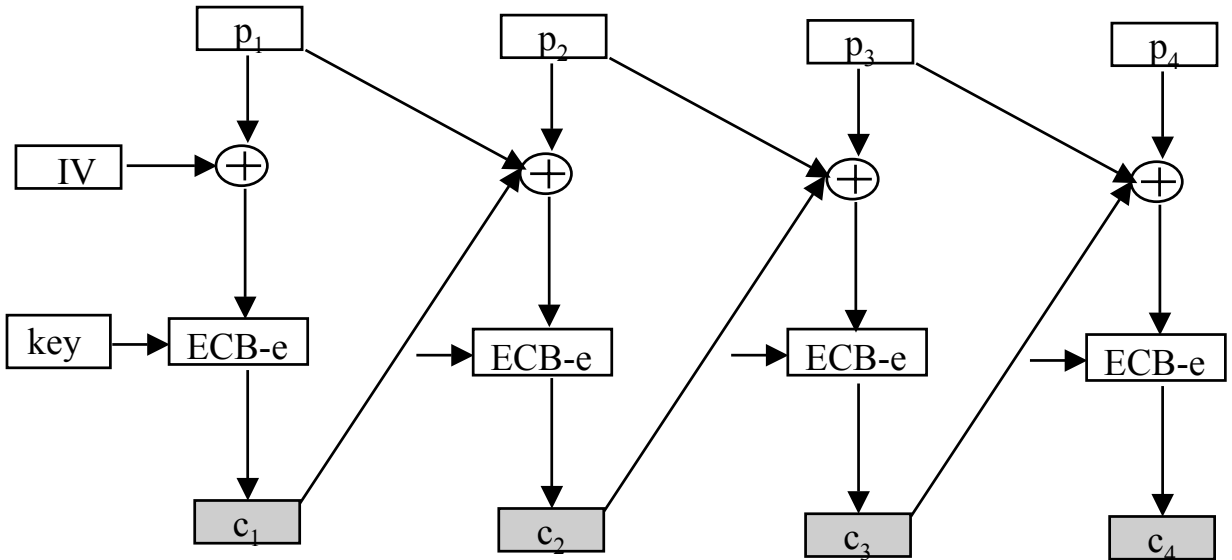 p₁
p₂
p₃
p₄
IV
key
ECB-e
ECB-e
ECB-e
ECB-e
c₁
c₂
c₃
c₄